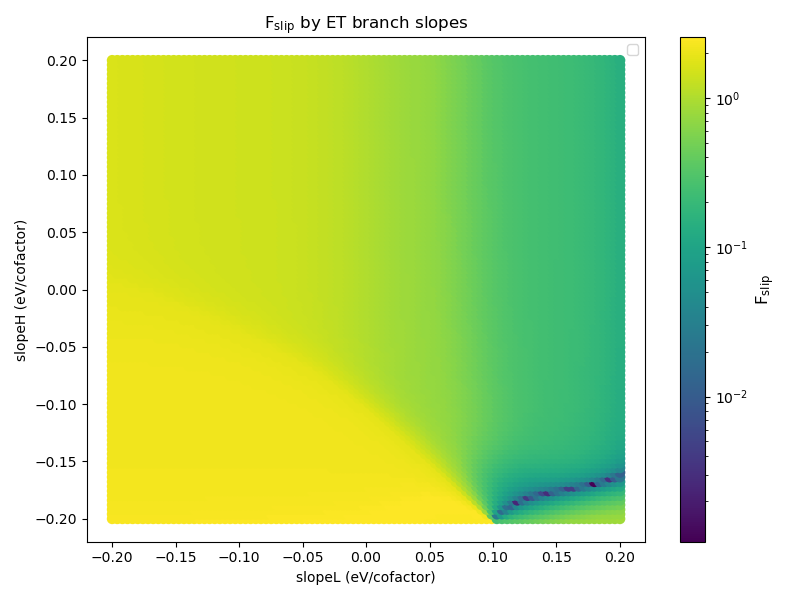 F_slip by ET branch slopes
0.20
0.15
0.10
0.05
0.00
−0.05
−0.10
−0.15
−0.20
slopeH (eV/cofactor)
−0.20 −0.15 −0.10 −0.05 0.00 0.05 0.10 0.15 0.20
slopeL (eV/cofactor)
10⁰
10⁻¹
10⁻²
F_slip